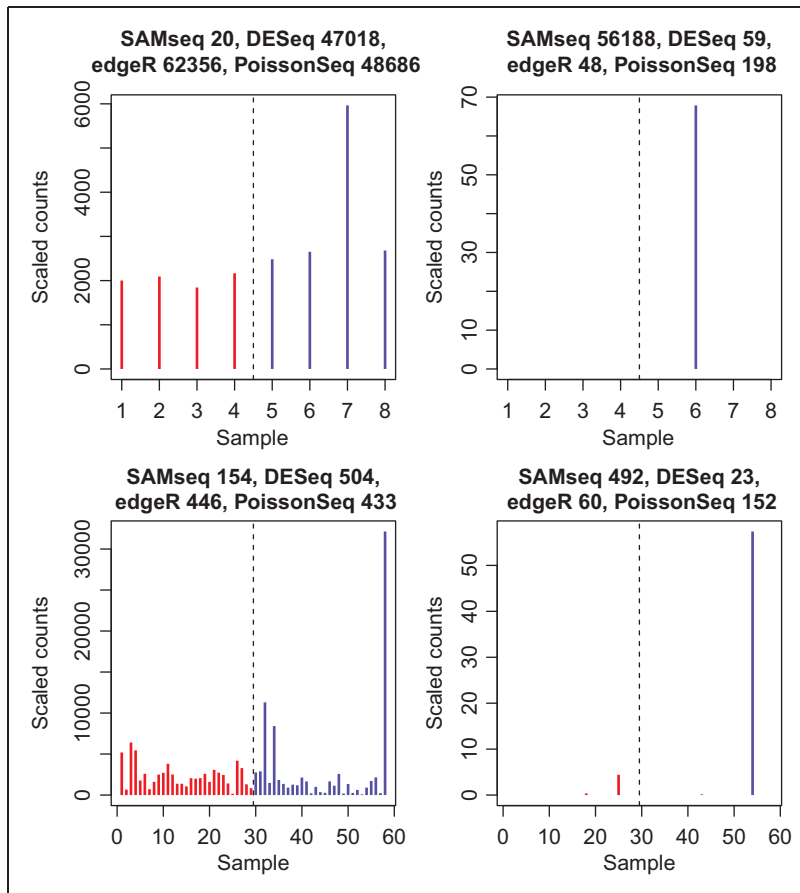 SAMseq 20, DESeq 47018,
edgeR 62356, PoissonSeq 48686
Scaled counts
6000
4000
2000
0
1 2 3 4 5 6 7 8
Sample
SAMseq 56188, DESeq 59,
edgeR 48, PoissonSeq 198
Scaled counts
70
50
30
10
0
1 2 3 4 5 6 7 8
Sample
SAMseq 154, DESeq 504,
edgeR 446, PoissonSeq 433
Scaled counts
30000
20000
10000
0
0 10 20 30 40 50 60
Sample
SAMseq 492, DESeq 23,
edgeR 60, PoissonSeq 152
Scaled counts
50
40
30
20
10
0
0 20 30 40 60
Sample